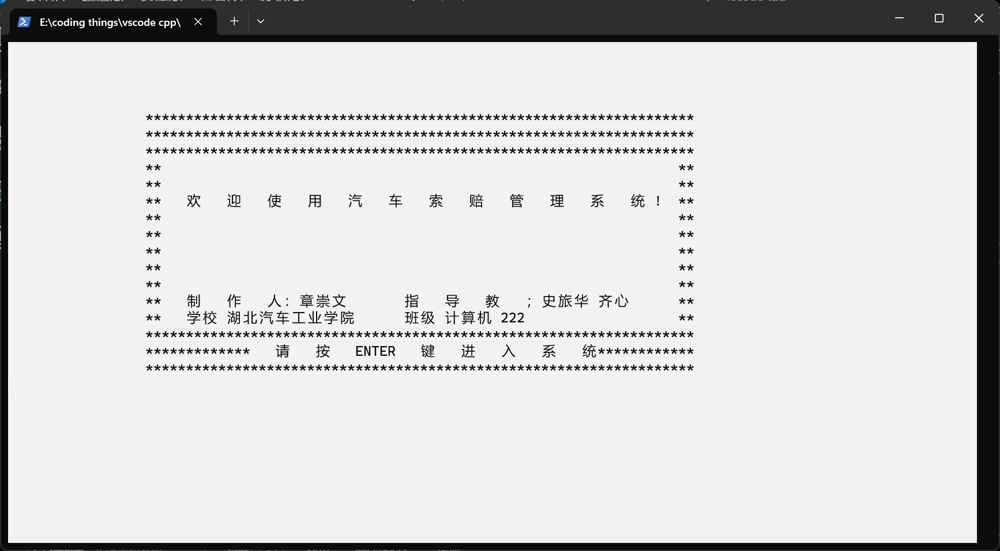 E:\coding things\vscode cpp\
********************************************************************
********************************************************************
********************************************************************
** **
** **
** 欢 迎 使 用 汽 车 索 赔 管 理 系 统 ! **
** **
** **
** **
** **
** **
** 制 作 人: 章崇文 指 导 教 ; 史旅华 齐心 **
** 学校 湖北汽车工业学院 班级 计算机 222 **
********************************************************************
************* 请 按 ENTER 键 进 入 系 统************
********************************************************************